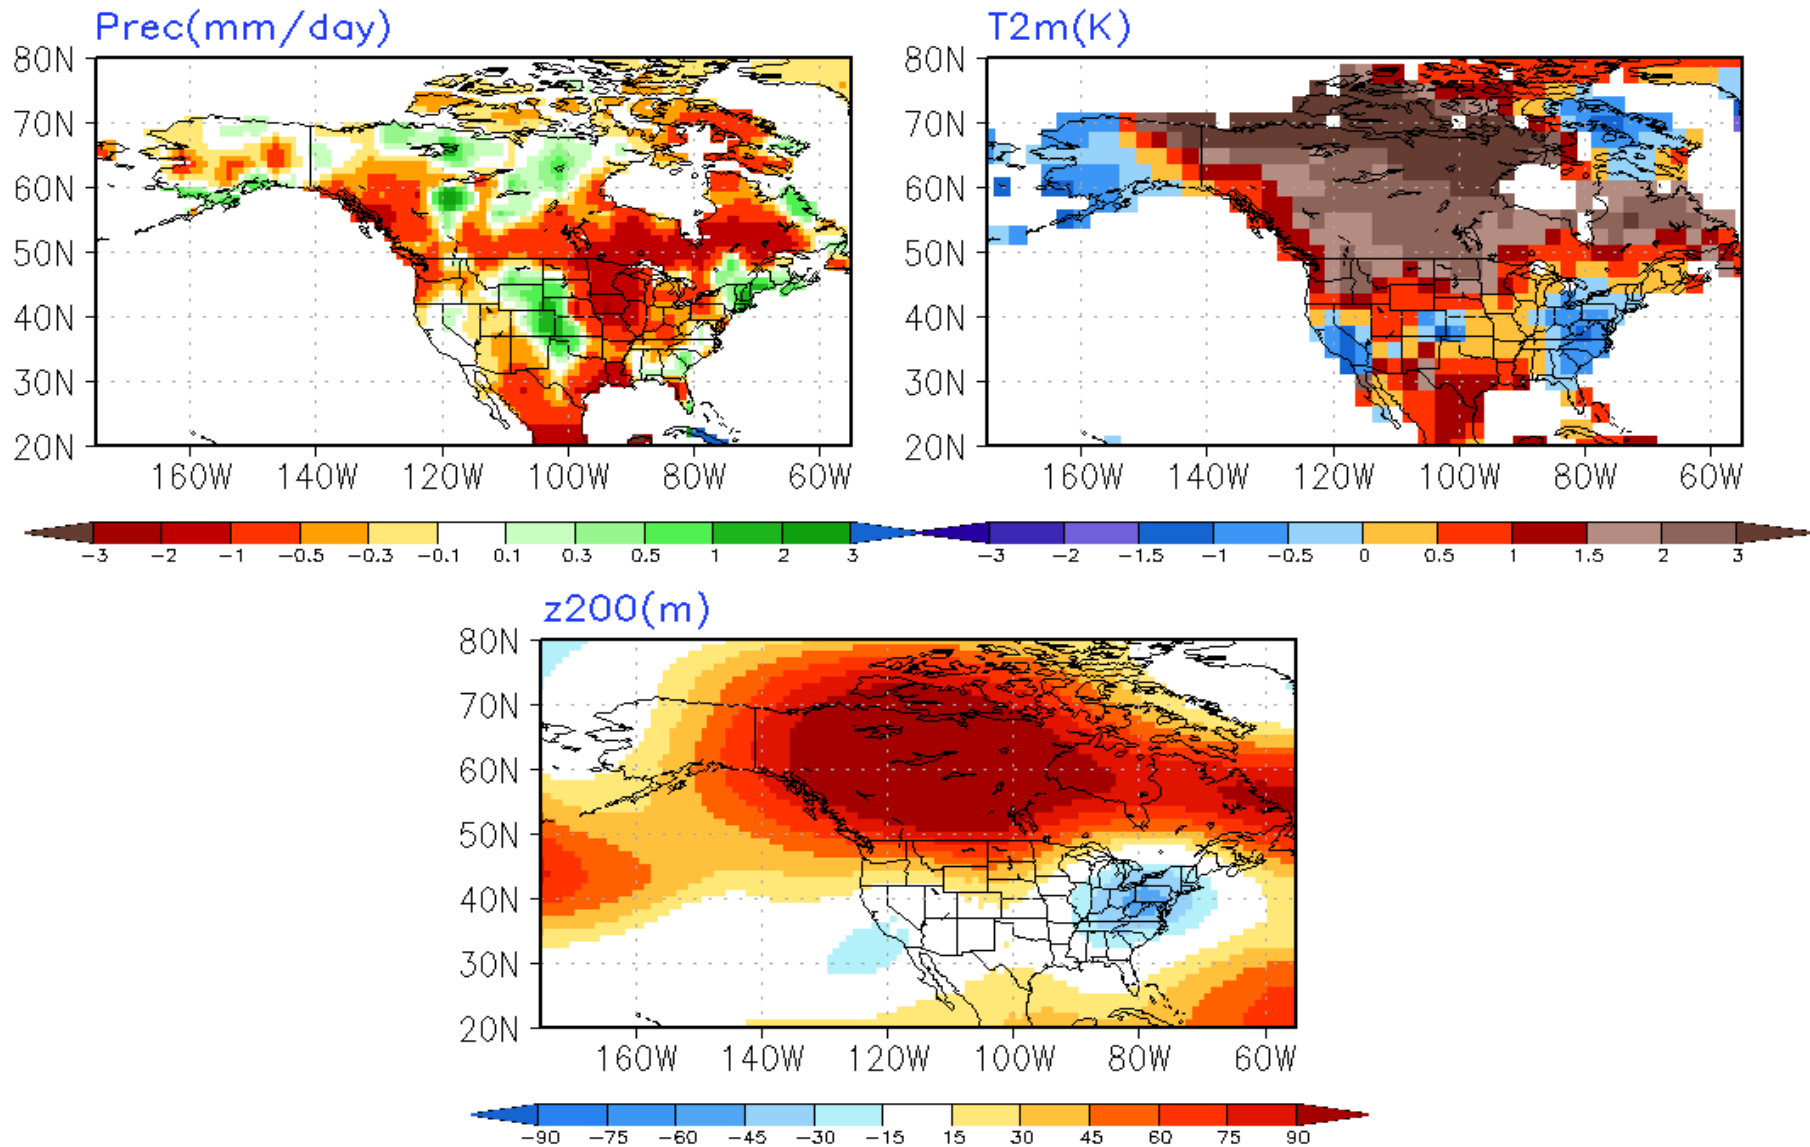 Prec(mm/day)
T2m(K)
80N
70N
60N
50N
40N
30N
20N
160W 140W 120W 100W 80W 60W
80N
70N
60N
50N
40N
30N
20N
160W 140W 120W 100W 80W 60W
-3 -2 -1 -0.5 -0.3 -0.1 0.1 0.3 0.5 1 2 3
-3 -2 -1.5 -1 -0.5 0 0.5 1 1.5 2 3
z200(m)
80N
70N
60N
50N
40N
30N
20N
160W 140W 120W 100W 80W 60W
-90 -75 -60 -45 -30 -15 15 30 45 60 75 90